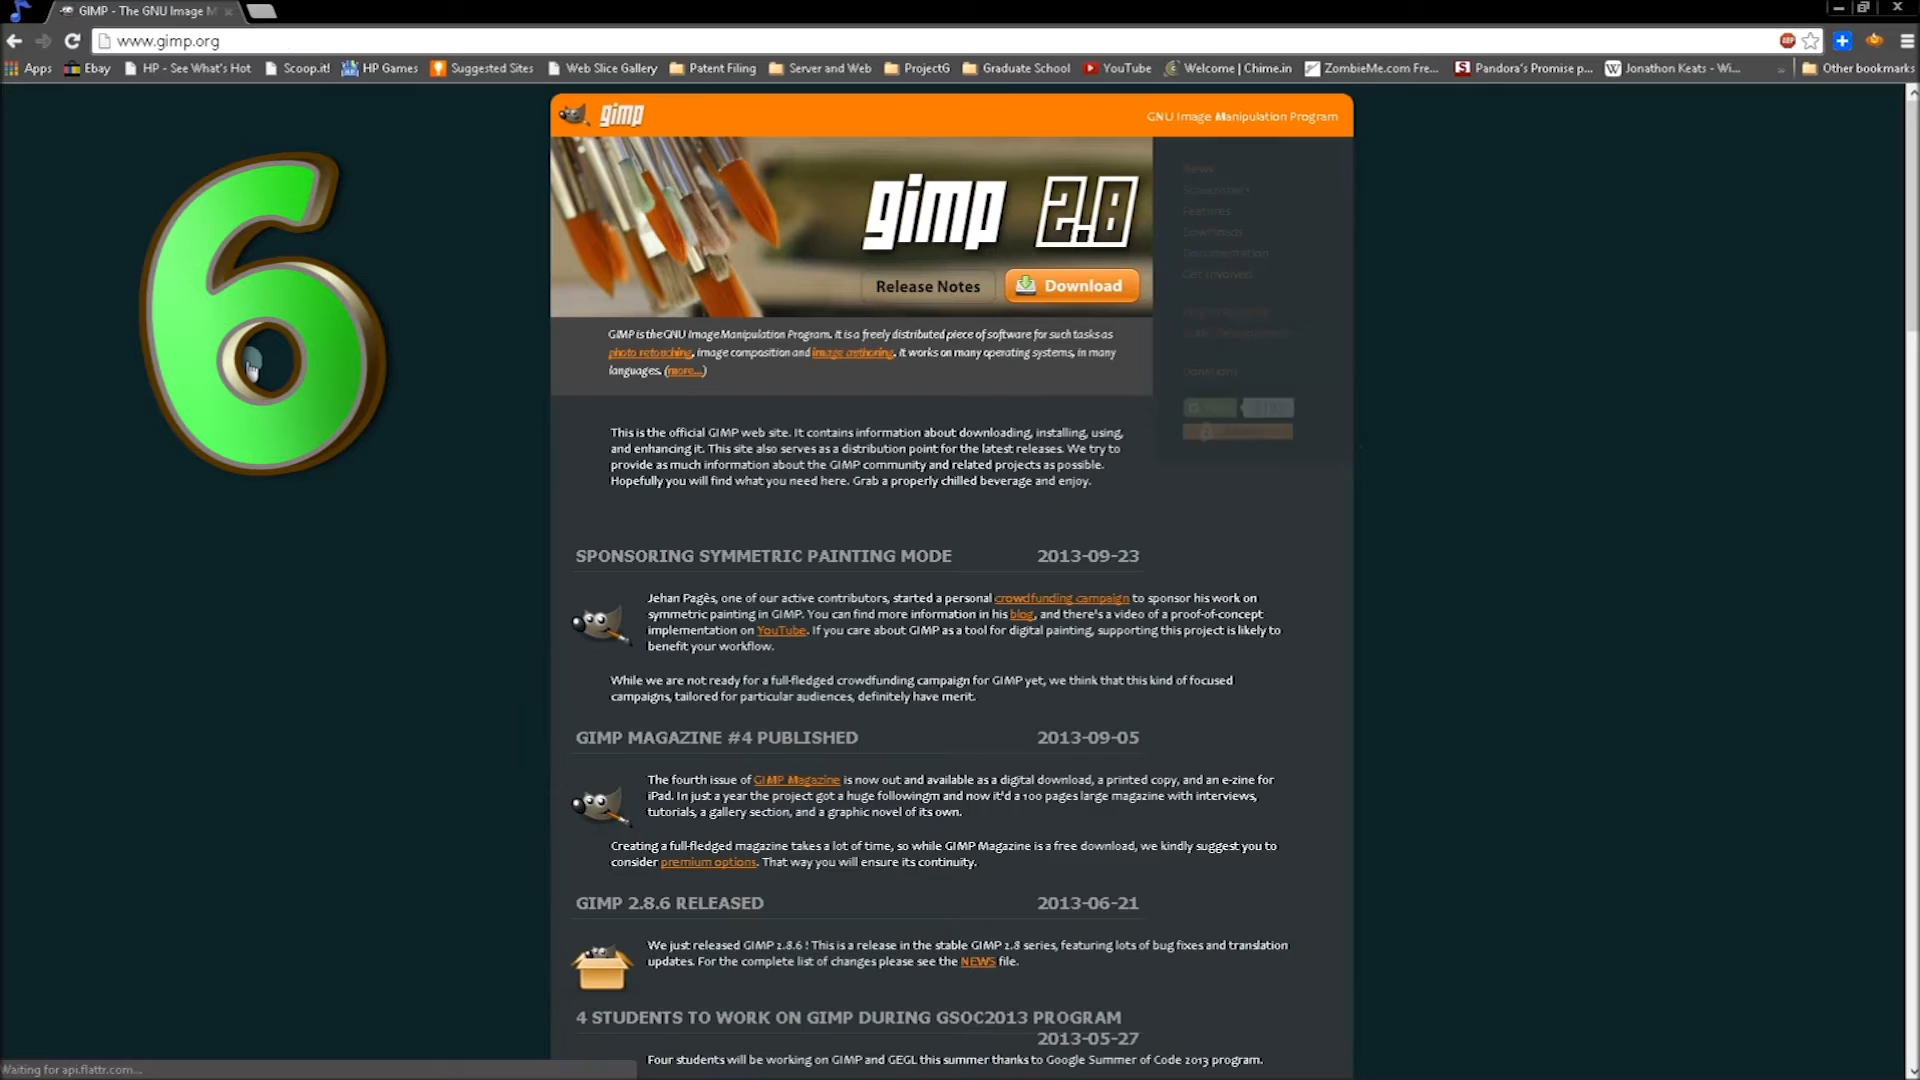 GIMP - The GNU Image M
www.gimp.org
ABP
Apps Ebay HP - See What's Hot Scoop.it! HP Games Suggested Sites Web Slice Gallery Patent Filing Server and Web ProjectG Graduate School YouTube Welcome | Chime.in ZombieMe.com Fre... Pandora's Promise p... Jonathon Keats - Wi... » Other bookmarks
gimp
GNU Image Manipulation Program
6
gimp 2.8
Release Notes
Download
News
Screenshots
Features
Downloads
Documentation
Get Involved
Donations
GIMP is the GNU Image Manipulation Program. It is a freely distributed piece of software for such tasks as
photo retouching, image composition and image authoring. It works on many operating systems, in many
languages. (more...)
This is the official GIMP web site. It contains information about downloading, installing, using,
and enhancing it. This site also serves as a distribution point for the latest releases. We try to
provide as much information about the GIMP community and related projects as possible.
Hopefully you will find what you need here. Grab a properly chilled beverage and enjoy.
SPONSORING SYMMETRIC PAINTING MODE 2013-09-23
Jehan Pagès, one of our active contributors, started a personal crowdfunding campaign to sponsor his work on
symmetric painting in GIMP. You can find more information in his blog, and there's a video of a proof-of-concept
implementation on YouTube. If you care about GIMP as a tool for digital painting, supporting this project is likely to
benefit your workflow.
While we are not ready for a full-fledged crowdfunding campaign for GIMP yet, we think that this kind of focused
campaigns, tailored for particular audiences, definitely have merit.
GIMP MAGAZINE #4 PUBLISHED 2013-09-05
The fourth issue of GIMP Magazine is now out and available as a digital download, a printed copy, and an e-zine for
iPad. In just a year the project got a huge followingm and now it'd a 100 pages large magazine with interviews,
tutorials, a gallery section, and a graphic novel of its own.
Creating a full-fledged magazine takes a lot of time, so while GIMP Magazine is a free download, we kindly suggest you to
consider premium options. That way you will ensure its continuity.
GIMP 2.8.6 RELEASED 2013-06-21
We just released GIMP 2.8.6 ! This is a release in the stable GIMP 2.8 series, featuring lots of bug fixes and translation
updates. For the complete list of changes please see the NEWS file.
4 STUDENTS TO WORK ON GIMP DURING GSOC2013 PROGRAM
2013-05-27
Four students will be working on GIMP and GEGL this summer thanks to Google Summer of Code 2013 program.
Waiting for api.flattr.com...